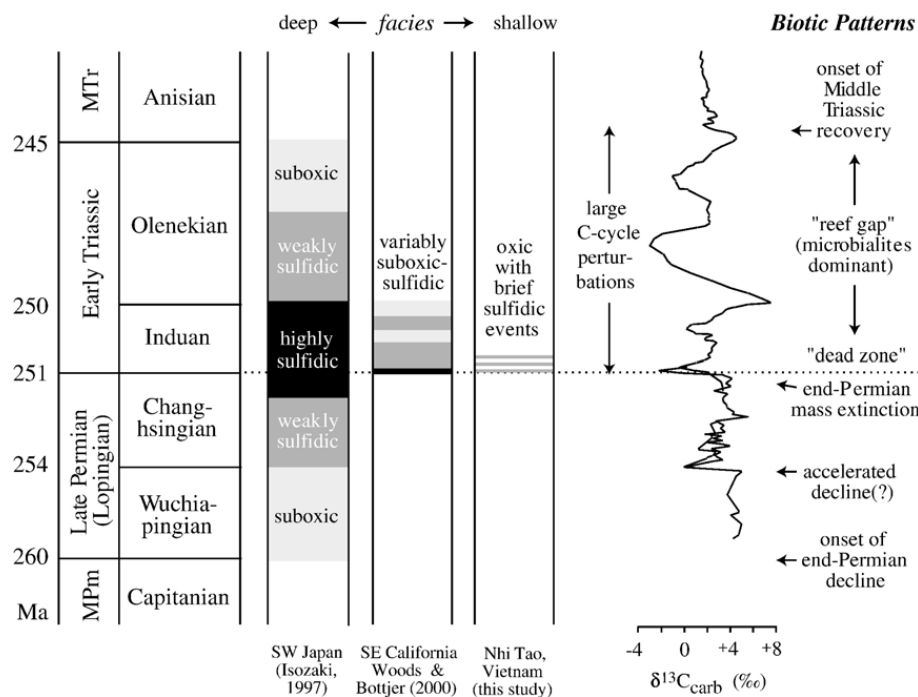 deep ← facies → shallow
Biotic Patterns
MTr
Anisian
245
Early Triassic
Olenekian
250
Induan
251
Late Permian
(Lopingian)
Chang-
hsingian
254
Wuchia-
pingian
260
MPm
Capitanian
Ma
suboxic
weakly
sulfidic
highly
sulfidic
weakly
sulfidic
suboxic
SW Japan
(Isozaki,
1997)
variably
suboxic-
sulfidic
SE California
Woods &
Bottjer (2000)
oxic
with
brief
sulfidic
events
Nhi Tao,
Vietnam
(this study)
large
C-cycle
pertur-
bations
-4 0 +4 +8
δ¹³Ccarb (‰)
onset of
Middle
Triassic
recovery
"reef gap"
(microbialites
dominant)
"dead zone"
end-Permian
mass extinction
accelerated
decline(?)
onset of
end-Permian
decline